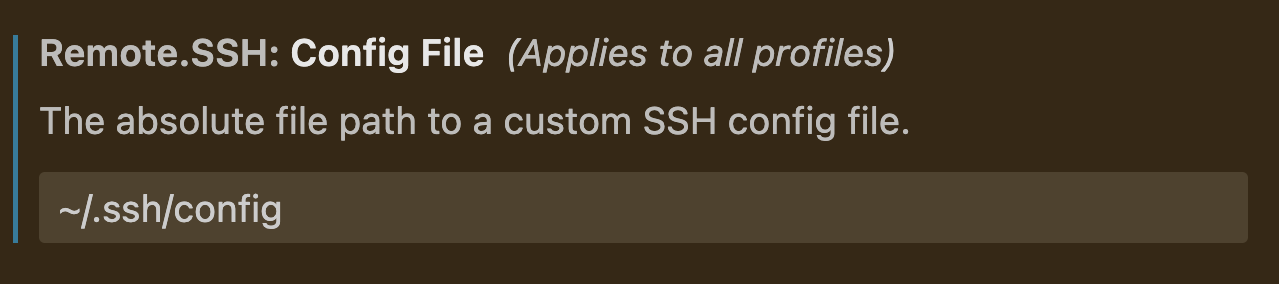 Remote.SSH: Config File (Applies to all profiles)
The absolute file path to a custom SSH config file.
~/.ssh/config